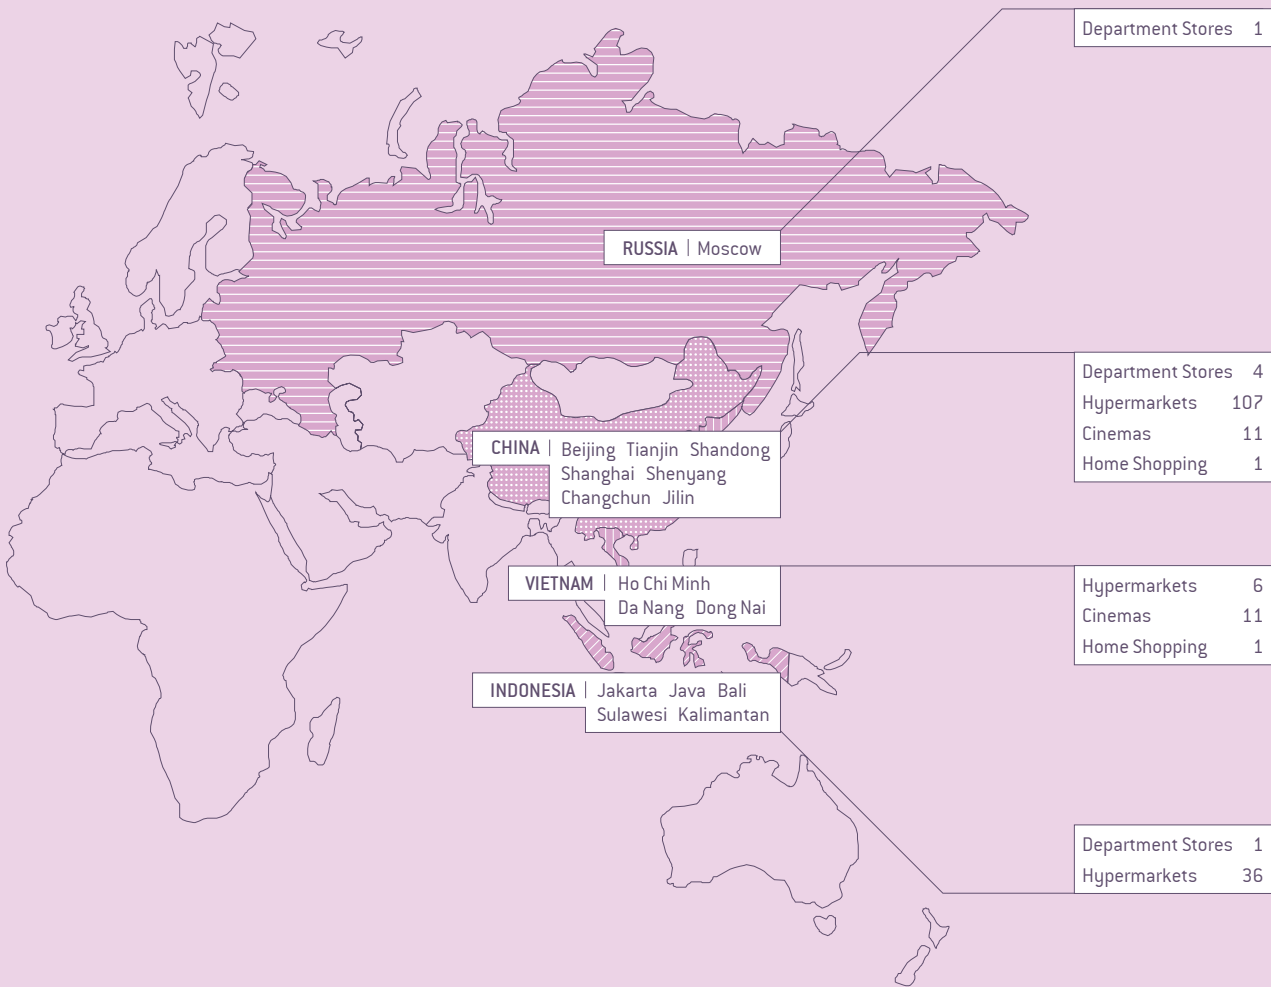 Department Stores 1
RUSSIA | Moscow
Department Stores 4
Hypermarkets 107
Cinemas 11
Home Shopping 1
CHINA | Beijing Tianjin Shandong
Shanghai Shenyang
Changchun Jilin
VIETNAM | Ho Chi Minh
Da Nang Dong Nai
Hypermarkets 6
Cinemas 11
Home Shopping 1
INDONESIA | Jakarta Java Bali
Sulawesi Kalimantan
Department Stores 1
Hypermarkets 36